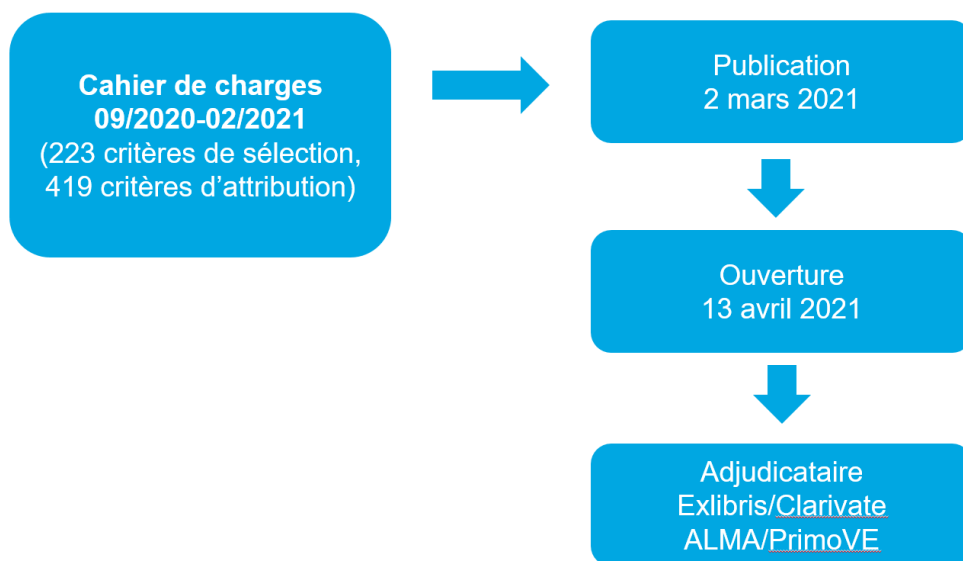 Cahier de charges
09/2020-02/2021
(223 critères de sélection,
419 critères d’attribution)
Publication
2 mars 2021
Ouverture
13 avril 2021
Adjudicataire
Exlibris/Clarivate
ALMA/PrimoVE